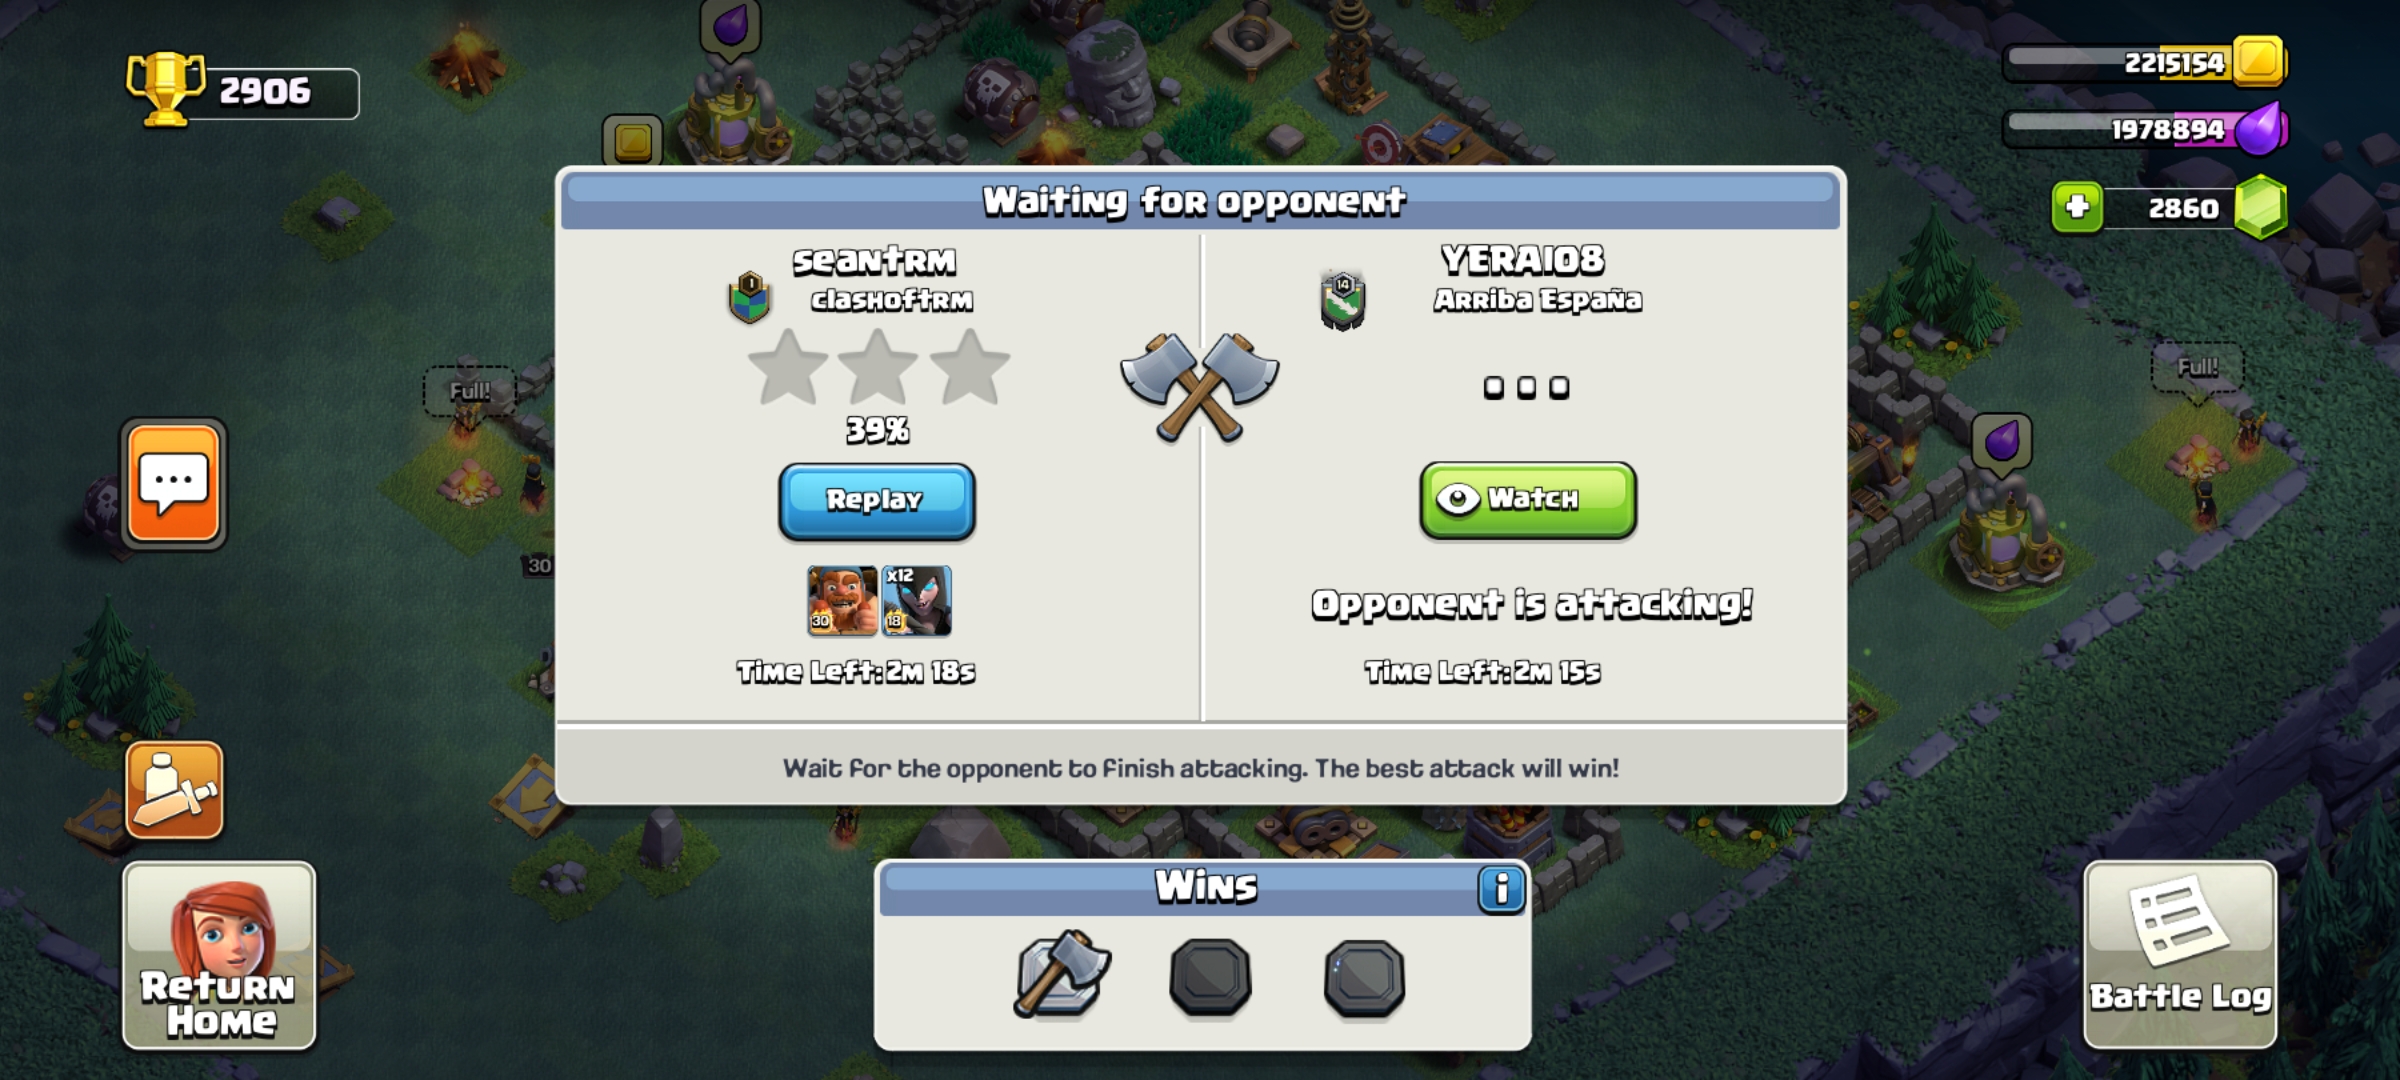 2906
2215154
1978894
2860
Waiting for opponent
seantrm
clashoftrm
1
YERAI08
Arriba España
14
39%
Full!
Full!
Replay
Watch
30
x12
30
18
Opponent is attacking!
Time Left: 2m 18s
Time Left: 2m 15s
Wait for the opponent to finish attacking. The best attack will win!
Wins
i
Return
Home
Battle Log